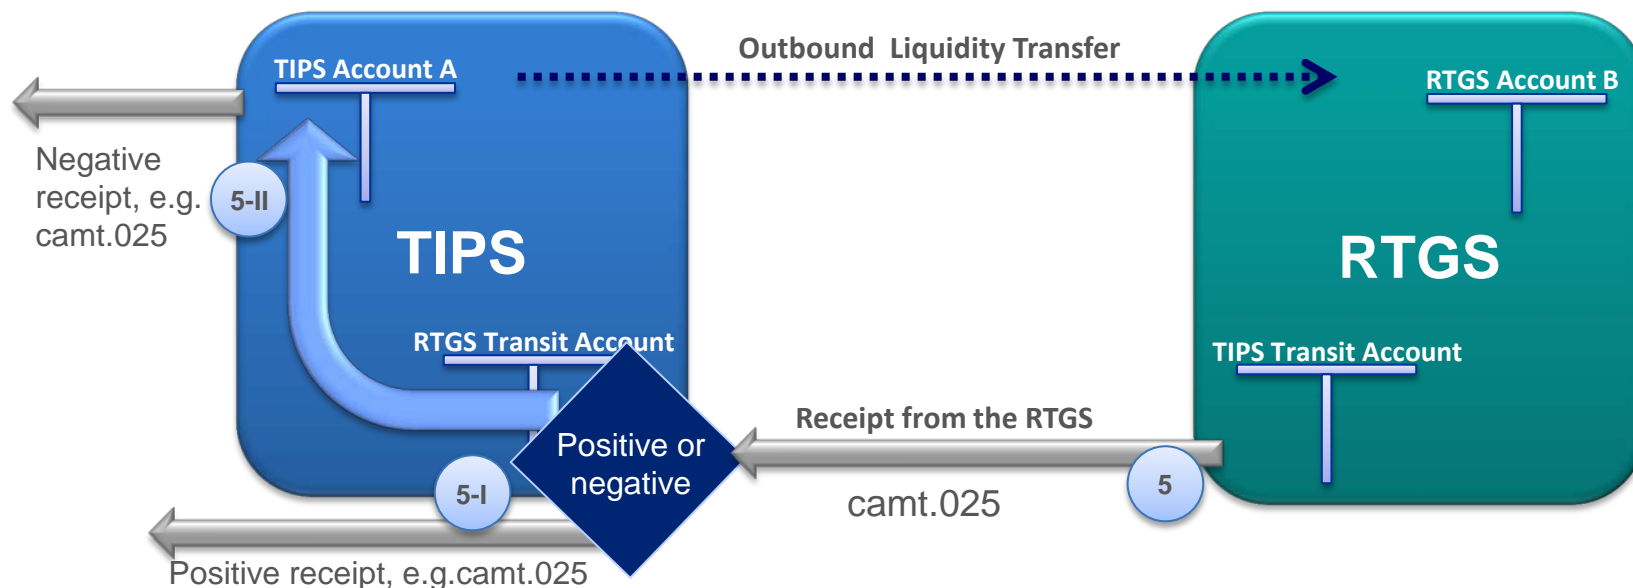 Outbound Liquidity Transfer
TIPS Account A
RTGS Account B
Negative
receipt, e.g.
camt.025
5-II
TIPS
RTGS
RTGS Transit Account
TIPS Transit Account
Receipt from the RTGS
Positive or
negative
5-I
5
camt.025
Positive receipt, e.g.camt.025